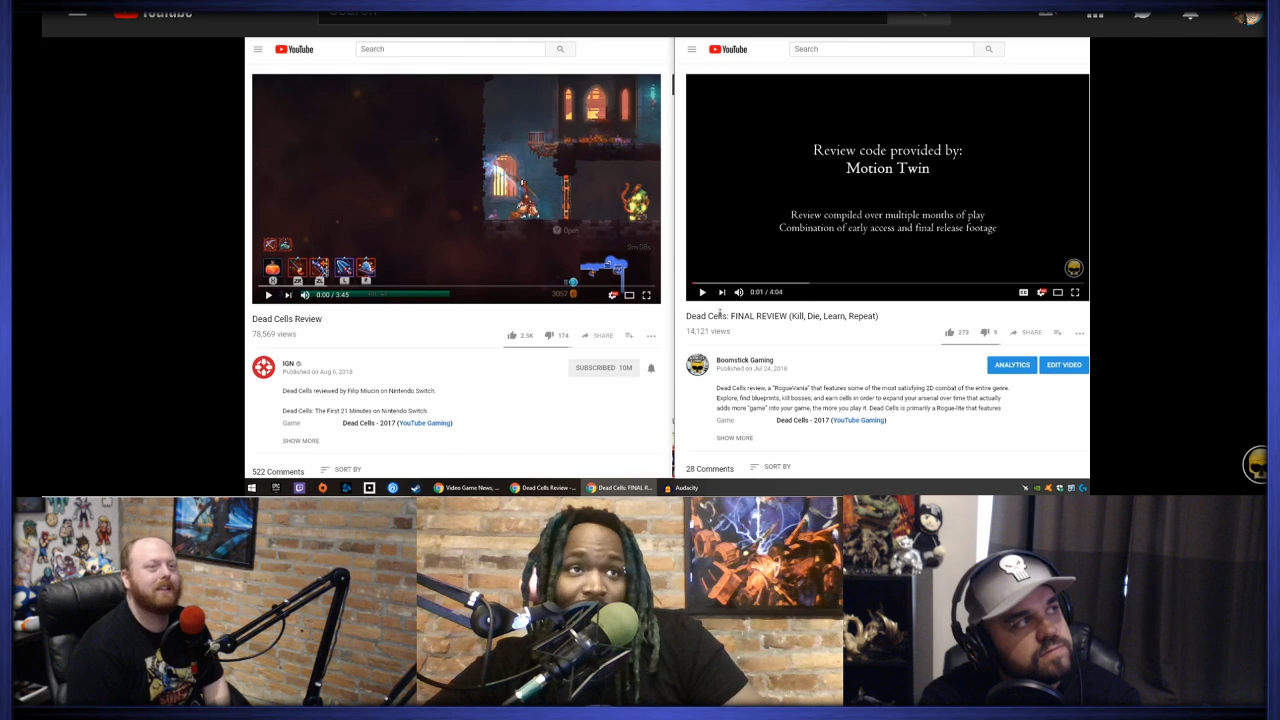 YouTube
Search
YouTube
Search
YouTube
Search
Open
3m 08s
3057
0:00 / 3:45
Review code provided by:
Motion Twin
Review compiled over multiple months of play
Combination of early access and final release footage
0:01 / 4:04
Dead Cells Review
78,569 views
2.5K
174
SHARE
IGN
Published on Aug 6, 2018
SUBSCRIBED 10M
Dead Cells reviewed by Filip Miucin on Nintendo Switch.
Dead Cells: The First 21 Minutes on Nintendo Switch
Game
Dead Cells - 2017 (YouTube Gaming)
SHOW MORE
522 Comments
SORT BY
Dead Cells: FINAL REVIEW (Kill, Die, Learn, Repeat)
14,121 views
273
9
SHARE
Boomstick Gaming
Published on Jul 24, 2018
ANALYTICS
EDIT VIDEO
Dead Cells review, a "RogueVania" that features some of the most satisfying 2D combat of the entire genre.
Explore, find blueprints, kill bosses, and earn cells in order to expand your arsenal over time that actually
adds more "game" into your game, the more you play it. Dead Cells is primarily a Rogue-lite that features
Game
Dead Cells - 2017 (YouTube Gaming)
SHOW MORE
28 Comments
SORT BY
Video Game News, ...
Dead Cells Review -...
Dead Cells: FINAL R...
Audacity